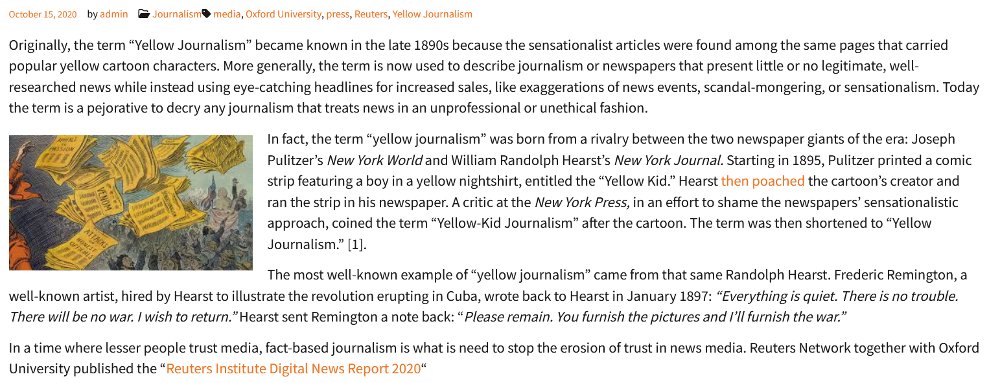 October 15, 2020 by admin Journalism media, Oxford University, press, Reuters, Yellow Journalism
Originally, the term “Yellow Journalism” became known in the late 1890s because the sensationalist articles were found among the same pages that carried
popular yellow cartoon characters. More generally, the term is now used to describe journalism or newspapers that present little or no legitimate, well-
researched news while instead using eye-catching headlines for increased sales, like exaggerations of news events, scandal-mongering, or sensationalism. Today
the term is a pejorative to decry any journalism that treats news in an unprofessional or unethical fashion.
APPEALS TO PASSION
VENOM
ATTACKS ON HONEST OFFICIALS
In fact, the term “yellow journalism” was born from a rivalry between the two newspaper giants of the era: Joseph
Pulitzer’s New York World and William Randolph Hearst’s New York Journal. Starting in 1895, Pulitzer printed a comic
strip featuring a boy in a yellow nightshirt, entitled the “Yellow Kid.” Hearst then poached the cartoon’s creator and
ran the strip in his newspaper. A critic at the New York Press, in an effort to shame the newspapers’ sensationalistic
approach, coined the term “Yellow-Kid Journalism” after the cartoon. The term was then shortened to “Yellow
Journalism.” [1].
The most well-known example of “yellow journalism” came from that same Randolph Hearst. Frederic Remington, a
well-known artist, hired by Hearst to illustrate the revolution erupting in Cuba, wrote back to Hearst in January 1897: “Everything is quiet. There is no trouble.
There will be no war. I wish to return.” Hearst sent Remington a note back: “Please remain. You furnish the pictures and I’ll furnish the war.”
In a time where lesser people trust media, fact-based journalism is what is need to stop the erosion of trust in news media. Reuters Network together with Oxford
University published the “Reuters Institute Digital News Report 2020“